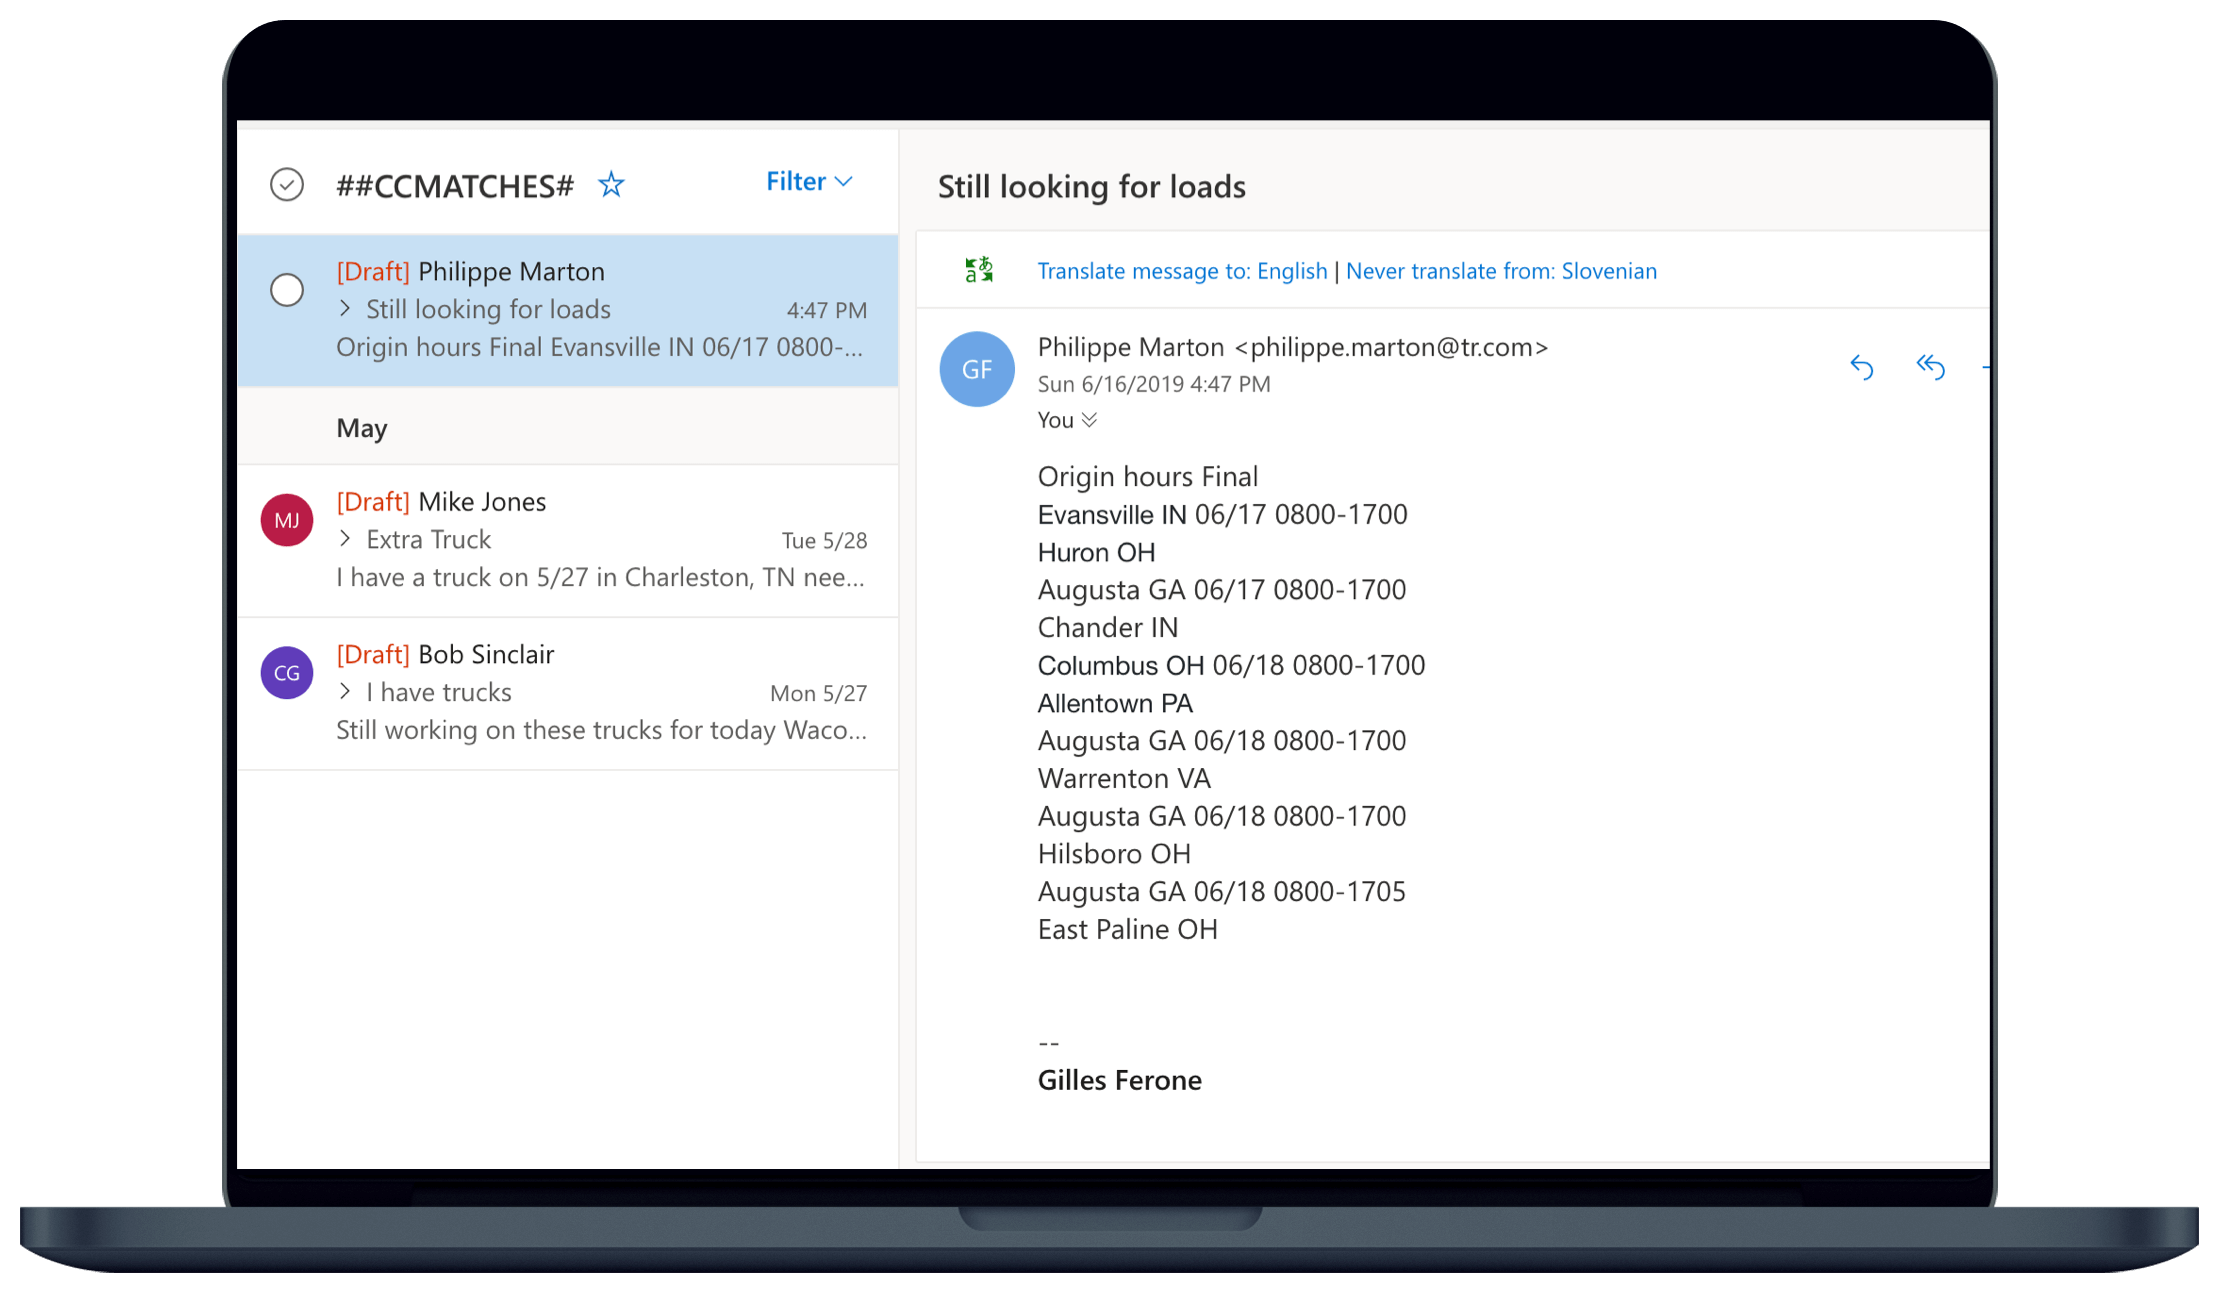 ##CCMATCHES#
Filter
[Draft] Philippe Marton
Still looking for loads 4:47 PM
Origin hours Final Evansville IN 06/17 0800-...
May
MJ
[Draft] Mike Jones
Extra Truck Tue 5/28
I have a truck on 5/27 in Charleston, TN nee...
CG
[Draft] Bob Sinclair
I have trucks Mon 5/27
Still working on these trucks for today Waco...
Still looking for loads
Translate message to: English | Never translate from: Slovenian
GF
Philippe Marton <philippe.marton@tr.com>
Sun 6/16/2019 4:47 PM
You
Origin hours Final
Evansville IN 06/17 0800-1700
Huron OH
Augusta GA 06/17 0800-1700
Chander IN
Columbus OH 06/18 0800-1700
Allentown PA
Augusta GA 06/18 0800-1700
Warrenton VA
Augusta GA 06/18 0800-1700
Hilsboro OH
Augusta GA 06/18 0800-1705
East Paline OH
--
Gilles Ferone